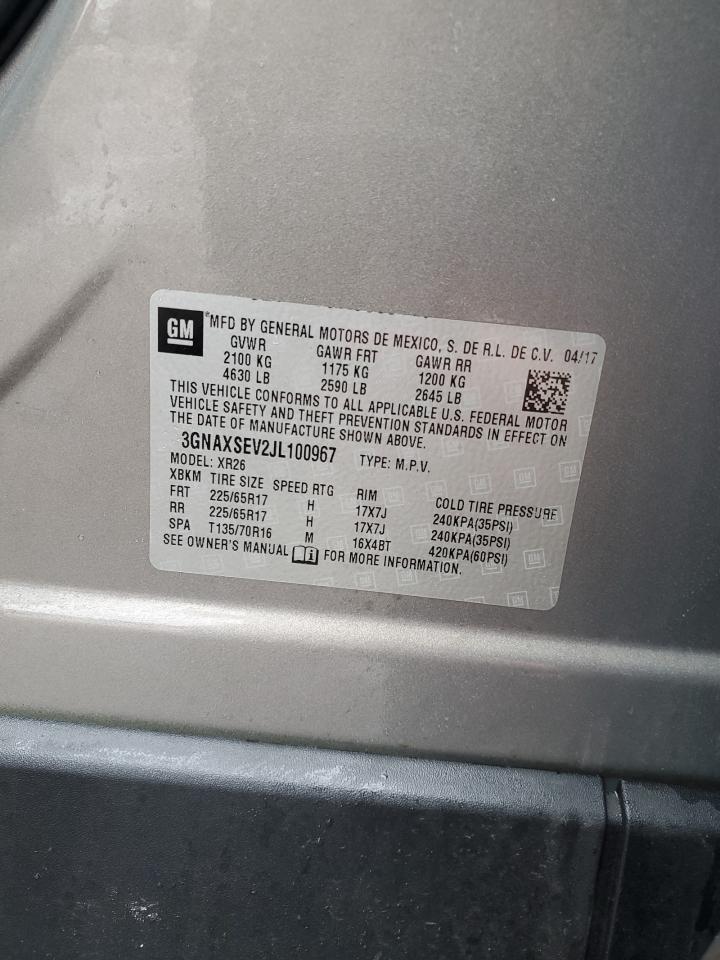 GM
*MFD BY GENERAL MOTORS DE MEXICO, S. DE R.L. DE C.V. 04/17
GVWR GAWR FRT GAWR RR
2100 KG 1175 KG 1200 KG
4630 LB 2590 LB 2645 LB
THIS VEHICLE CONFORMS TO ALL APPLICABLE U.S. FEDERAL MOTOR
VEHICLE SAFETY AND THEFT PREVENTION STANDARDS IN EFFECT ON
THE DATE OF MANUFACTURE SHOWN ABOVE.
3GNAXSEV2JL100967 TYPE: M.P.V.
MODEL: XR26
XBKM TIRE SIZE SPEED RTG RIM COLD TIRE PRESSURE
FRT 225/65R17 H 17X7J 240KPA(35PSI)
RR 225/65R17 H 17X7J 240KPA(35PSI)
SPA T135/70R16 M 16X4BT 420KPA(60PSI)
SEE OWNER'S MANUAL FOR MORE INFORMATION.